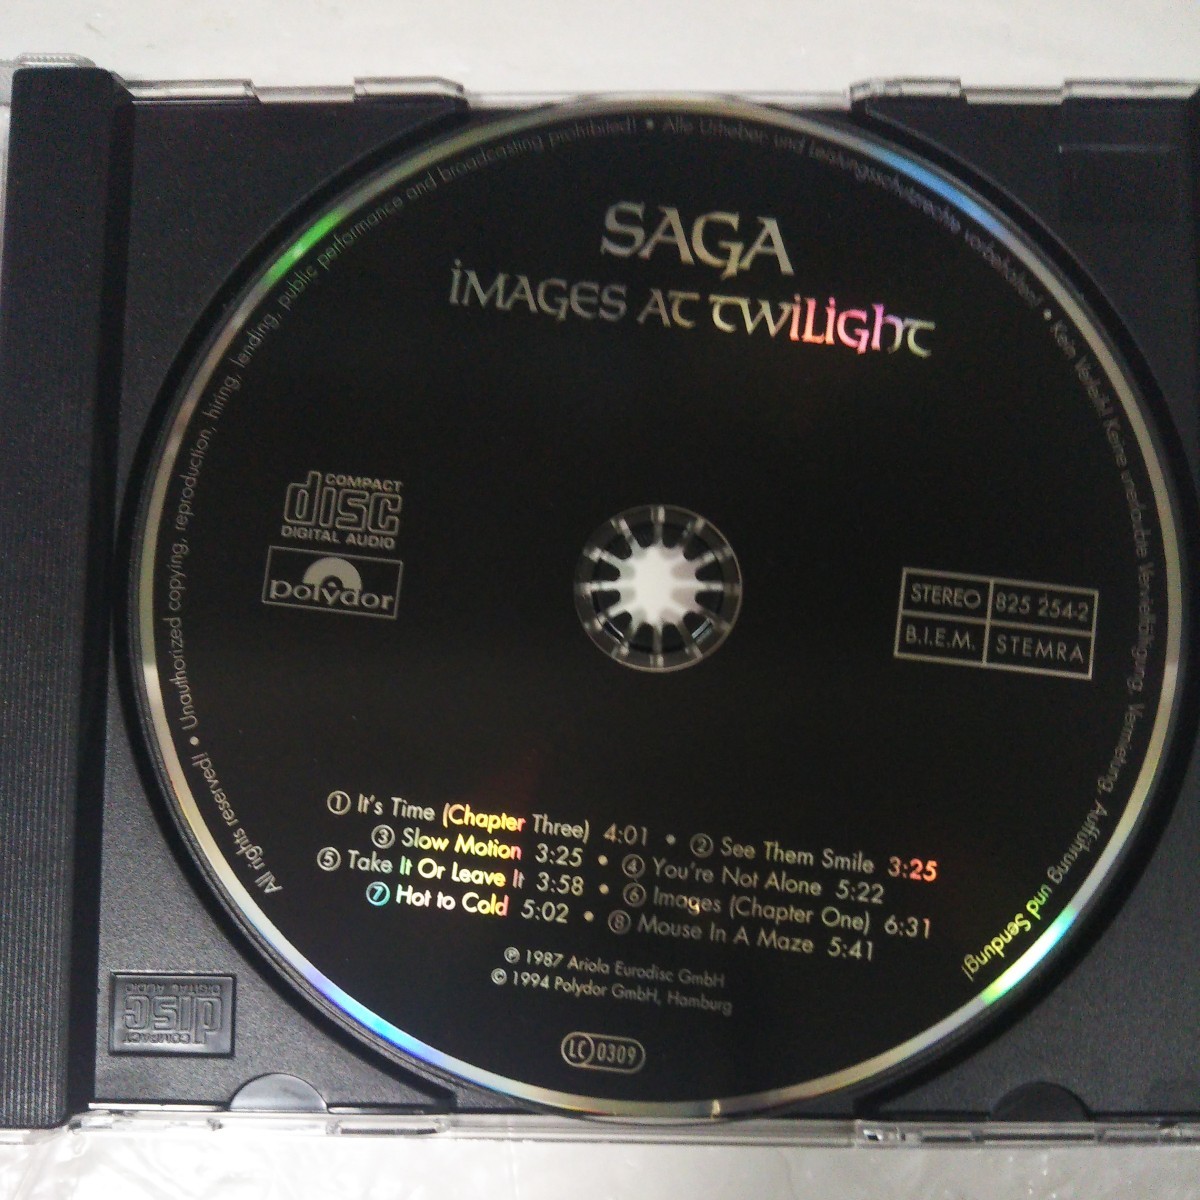 SAGA
iMAGES AT TWiLiGhT
COMPACT
disc
DIGITAL AUDIO
polydor
STEREO 825 254-2
B.I.E.M. STEMRA
① It's Time (Chapter Three) 4:01 • ② See Them Smile 3:25
③ Slow Motion 3:25 • ④ You're Not Alone 5:22
⑤ Take It Or Leave It 3:58 • ⑥ Images (Chapter One) 6:31
⑦ Hot to Cold 5:02 • ⑧ Mouse In A Maze 5:41
℗ 1987 Ariola Eurodisc GmbH
© 1994 Polydor GmbH, Hamburg
LC 0309
All rights reserved! • Unauthorized copying, reproduction, hiring, lending, public performance and broadcasting prohibited! • Alle Urheber- und Leistungsschutzrechte vorbehalten! • Kein Verleih! Keine unerlaubte Vervielfältigung, Vermietung, Aufführung und Sendung!
COMPACT
disc
DIGITAL AUDIO